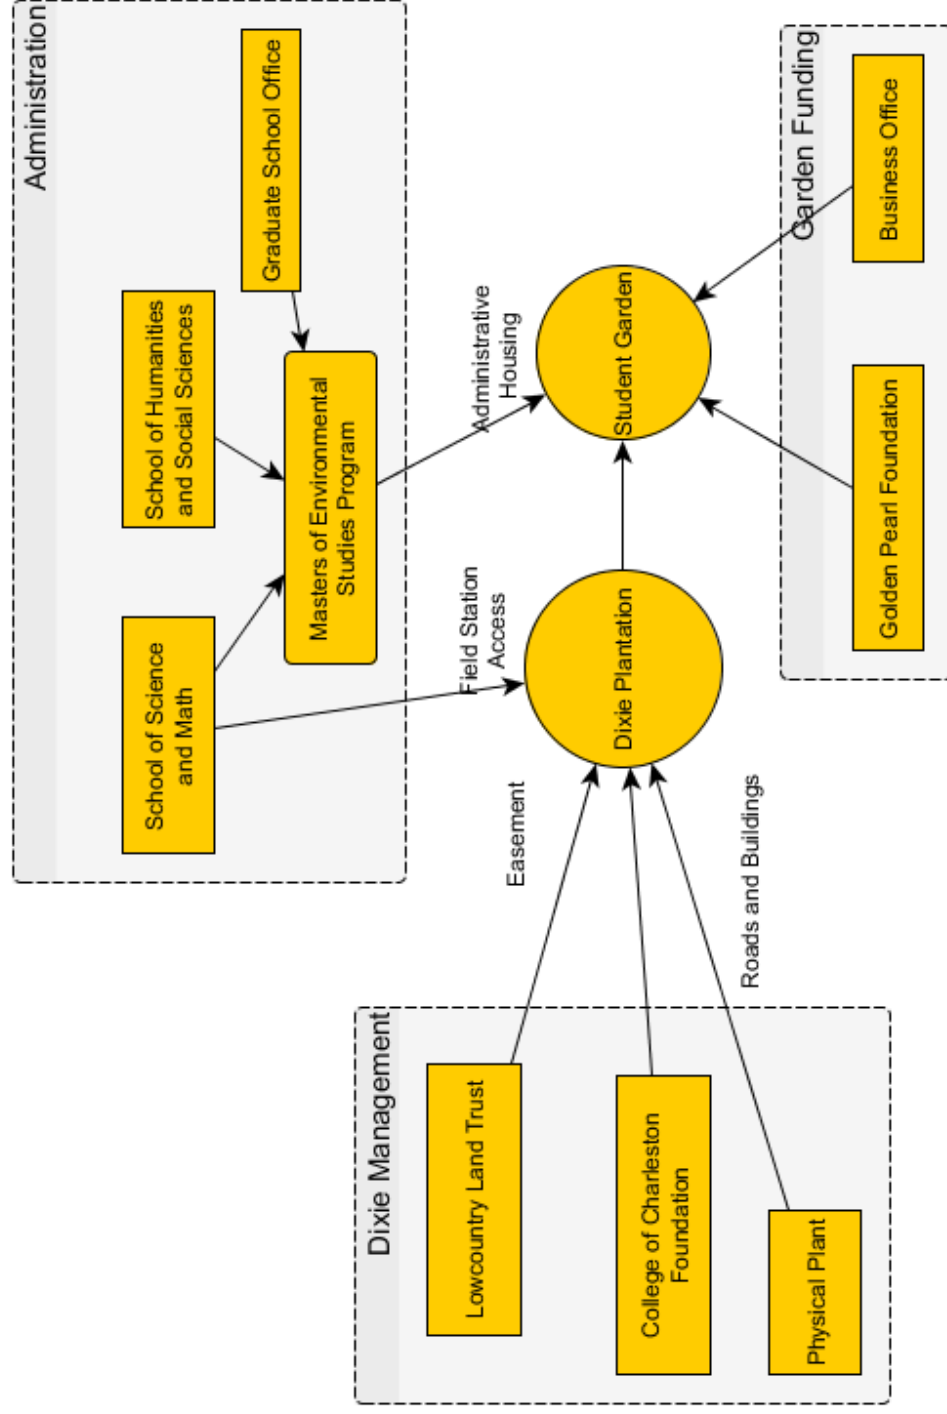 Administration
School of Science
and Math
School of Humanities
and Social Sciences
Graduate School Office
Masters of Environmental
Studies Program
Dixie Management
Lowcountry Land Trust
College of Charleston
Foundation
Physical Plant
Easement
Roads and Buildings
Field Station
Access
Administrative
Housing
Dixie Plantation
Student Garden
Garden Funding
Golden Pearl Foundation
Business Office